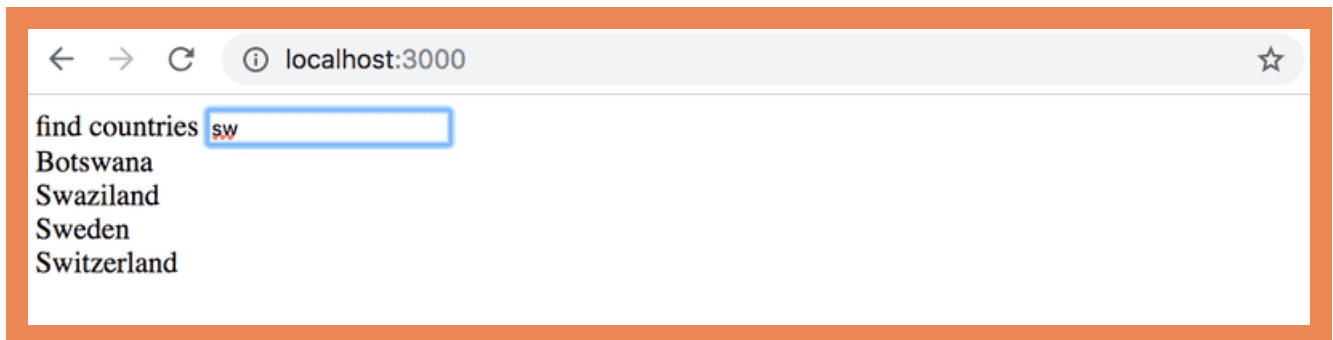 localhost:3000
find countries sw
Botswana
Swaziland
Sweden
Switzerland